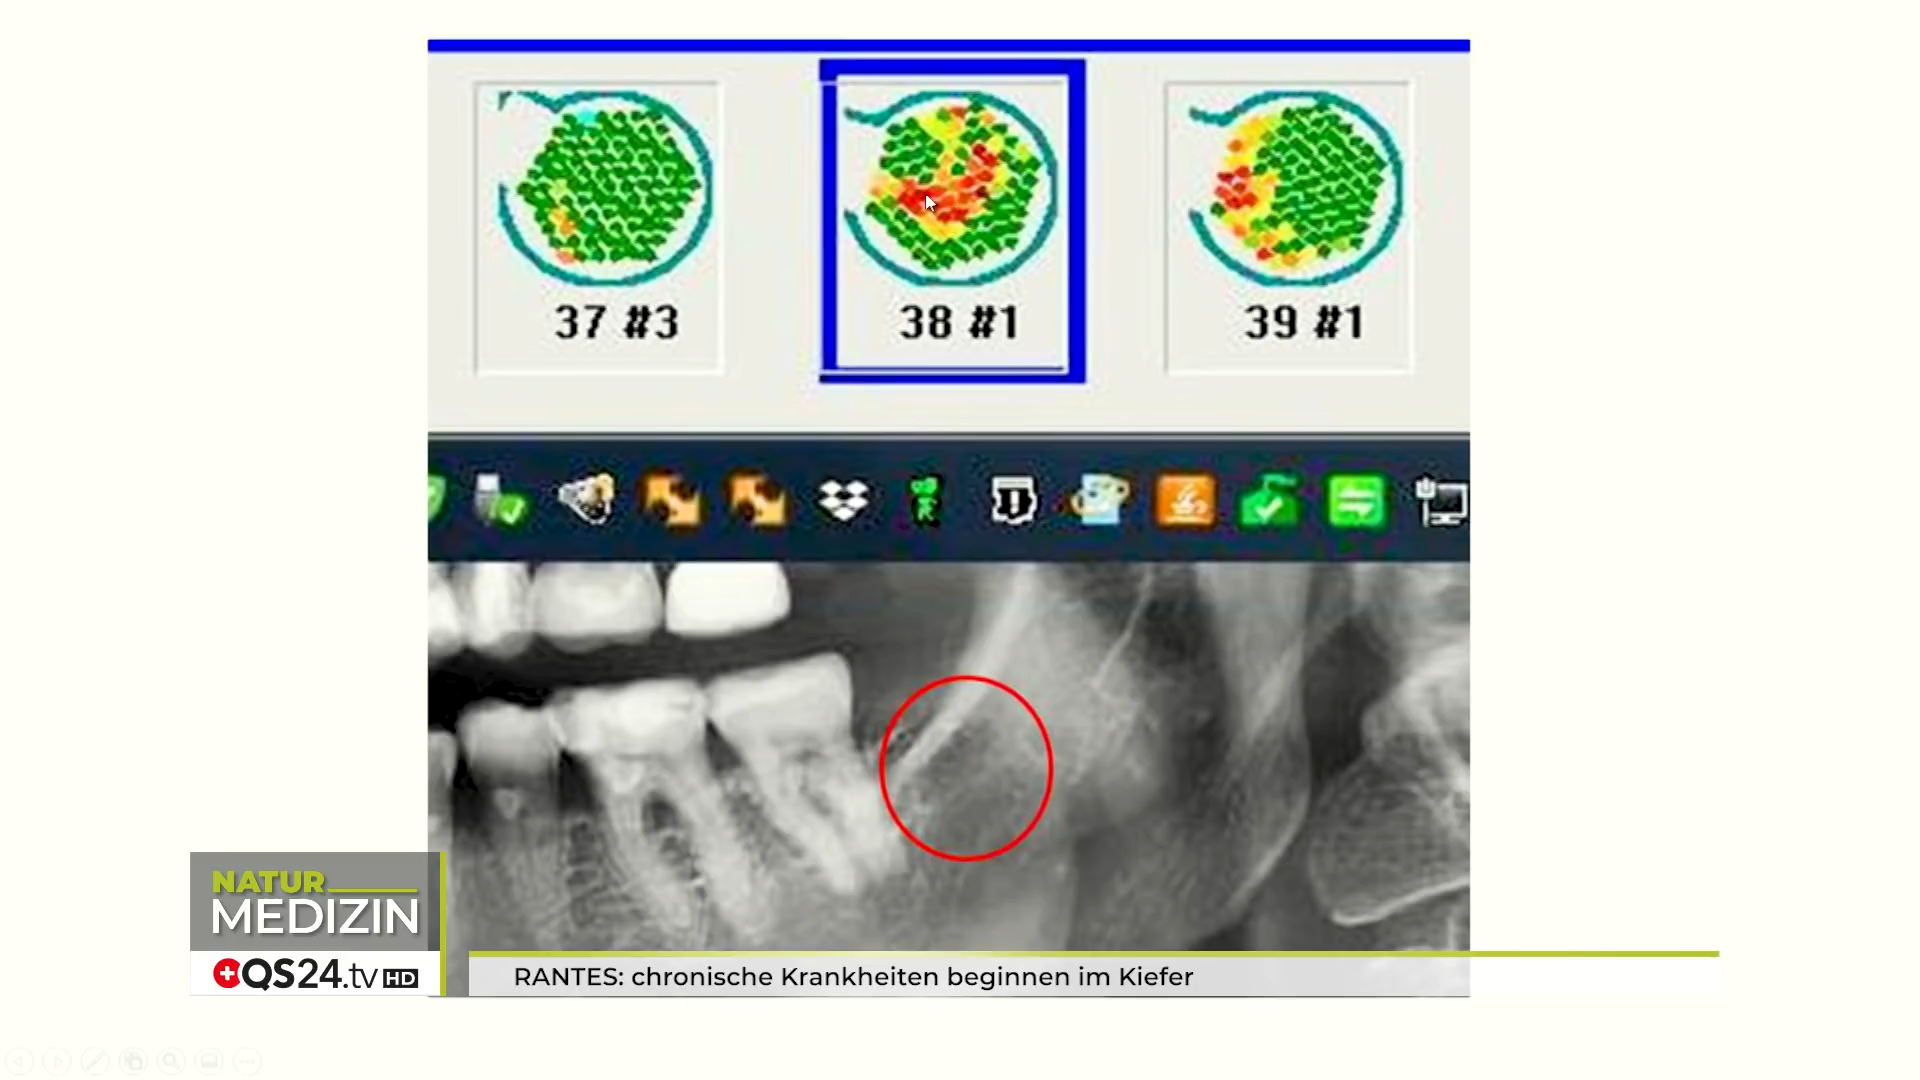 37 #3
38 #1
39 #1
NATUR
MEDIZIN
QS24.tv HD
RANTES: chronische Krankheiten beginnen im Kiefer